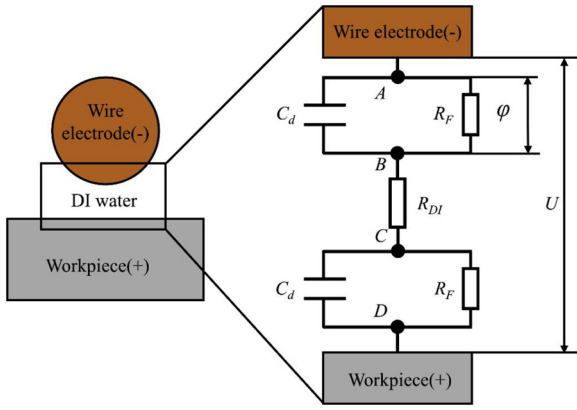 Wire
electrode(-)
DI water
Workpiece(+)
Wire electrode(-)
A
C_d
R_F
φ
B
R_DI
U
C
C_d
R_F
D
Workpiece(+)